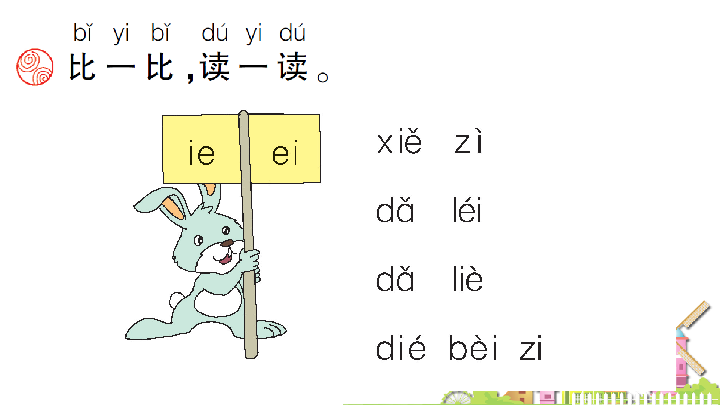 bǐ yi bǐ dú yi dú
比一比,读一读。
ie ei
xiě zì
dǎ léi
dǎ liè
dié bèi zi